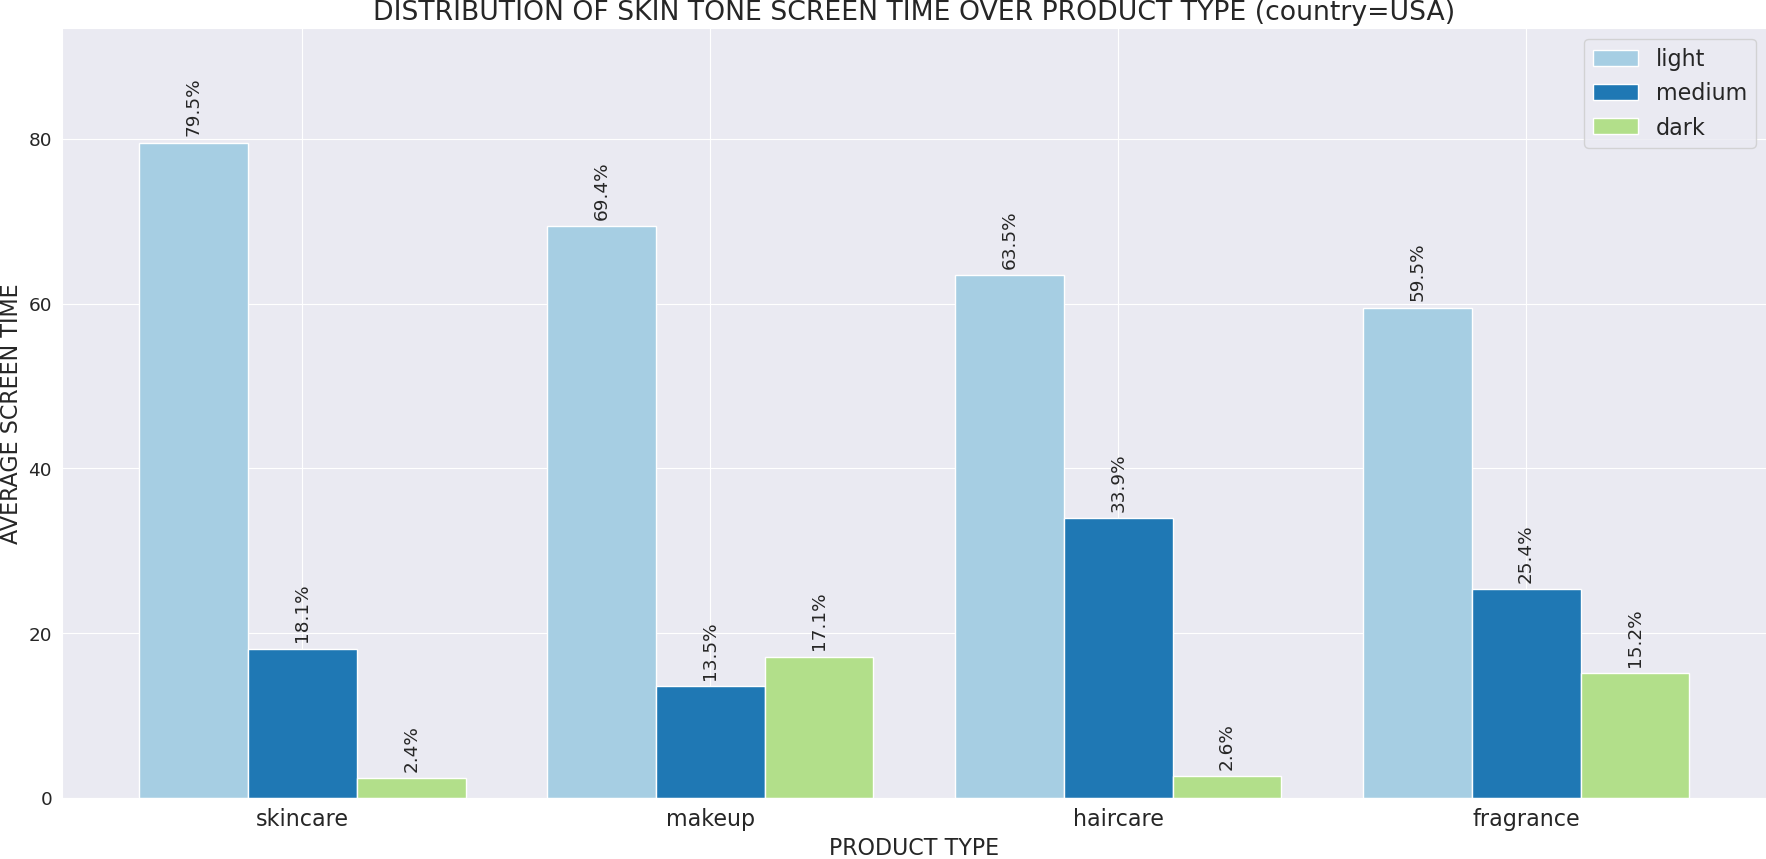 DISTRIBUTION OF SKIN TONE SCREEN TIME OVER PRODUCT TYPE (country=USA)
light
medium
dark
AVERAGE SCREEN TIME
80
60
40
20
0
79.5%
18.1%
2.4%
69.4%
13.5%
17.1%
63.5%
33.9%
2.6%
59.5%
25.4%
15.2%
skincare
makeup
haircare
fragrance
PRODUCT TYPE